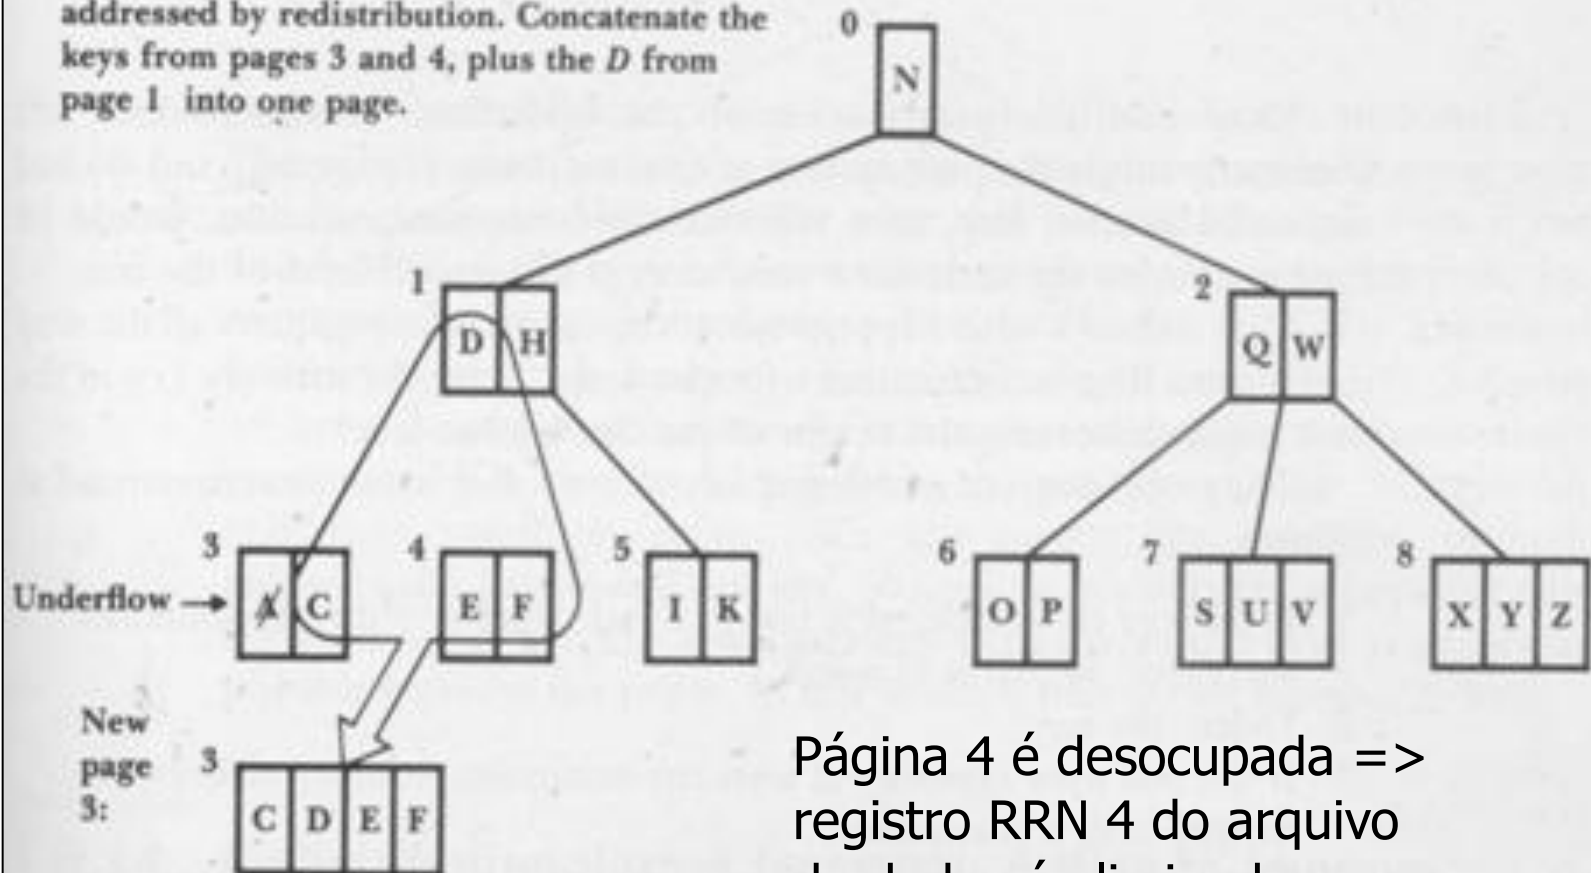 addressed by redistribution. Concatenate the
keys from pages 3 and 4, plus the D from
page 1 into one page.
0
N
1
D H
2
Q W
3
Underflow → A C
4
E F
5
I K
6
O P
7
S U V
8
X Y Z
New
page
3:
3
C D E F
Página 4 é desocupada =>
registro RRN 4 do arquivo